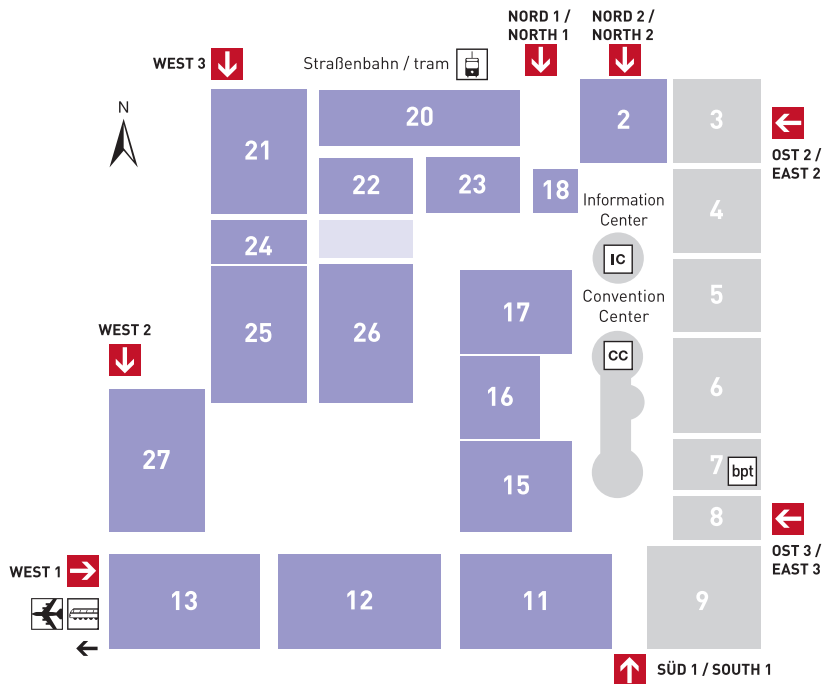 NORD 1 /
NORTH 1
NORD 2 /
NORTH 2
WEST 3
Straßenbahn / tram
N
20
2
3
OST 2 /
EAST 2
21
22
23
18
Information
Center
4
24
IC
Convention
Center
5
17
25
26
WEST 2
CC
6
16
27
15
7
bpt
8
OST 3 /
EAST 3
WEST 1
13
12
11
9
SÜD 1 / SOUTH 1